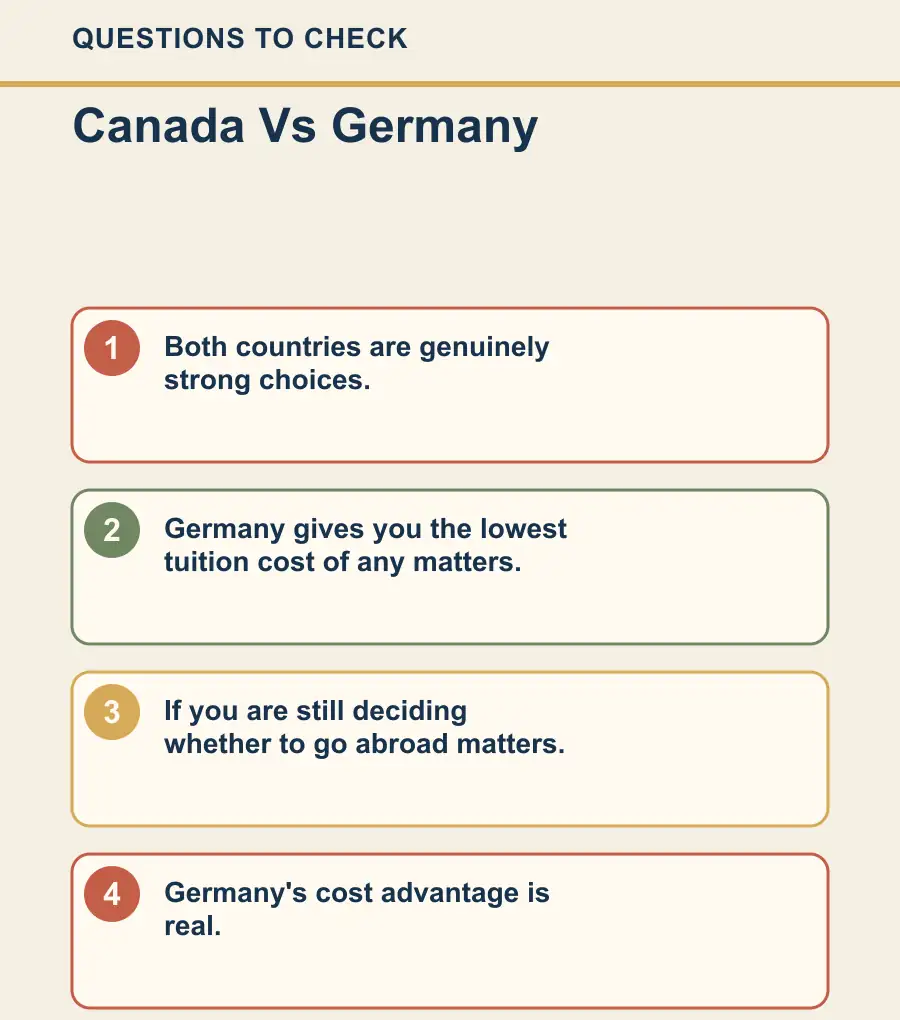 QUESTIONS TO CHECK
Canada Vs Germany
1
Both countries are genuinely
strong choices.
2
Germany gives you the lowest
tuition cost of any matters.
3
If you are still deciding
whether to go abroad matters.
4
Germany's cost advantage is
real.